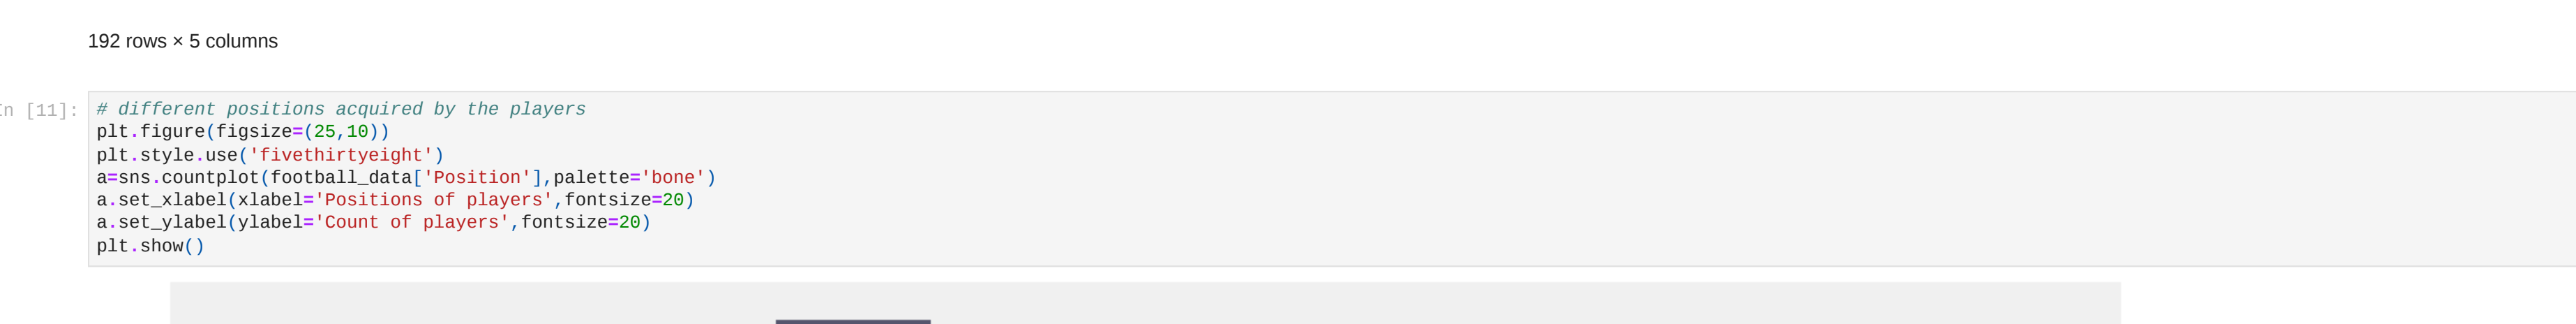 192 rows × 5 columns
In [11]:
# different positions acquired by the players
plt.figure(figsize=(25,10))
plt.style.use('fivethirtyeight')
a=sns.countplot(football_data['Position'],palette='bone')
a.set_xlabel(xlabel='Positions of players',fontsize=20)
a.set_ylabel(ylabel='Count of players',fontsize=20)
plt.show()